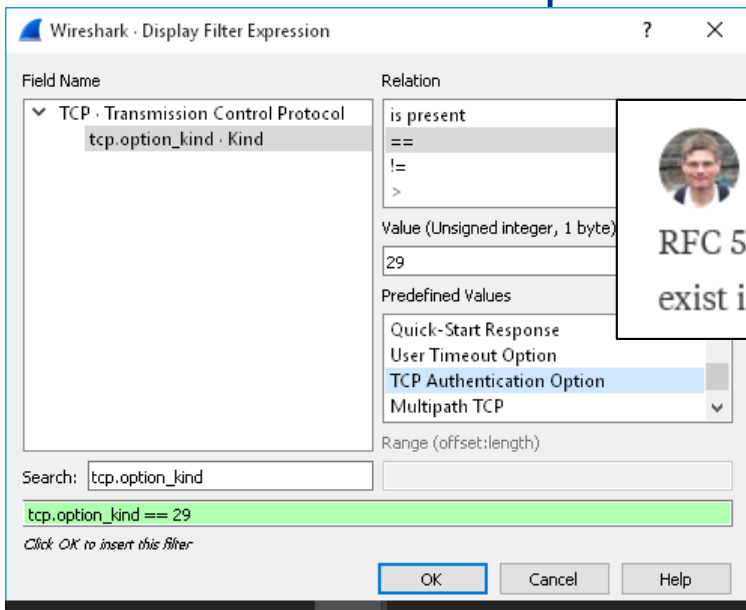 Wireshark · Display Filter Expression
? ×
Field Name
TCP · Transmission Control Protocol
tcp.option_kind · Kind
Relation
is present
==
!=
>
Value (Unsigned integer, 1 byte)
29
Predefined Values
Quick-Start Response
User Timeout Option
TCP Authentication Option
Multipath TCP
Range (offset:length)
Search: tcp.option_kind
tcp.option_kind == 29
Click OK to insert this filter
OK Cancel Help
RFC 5
exist i